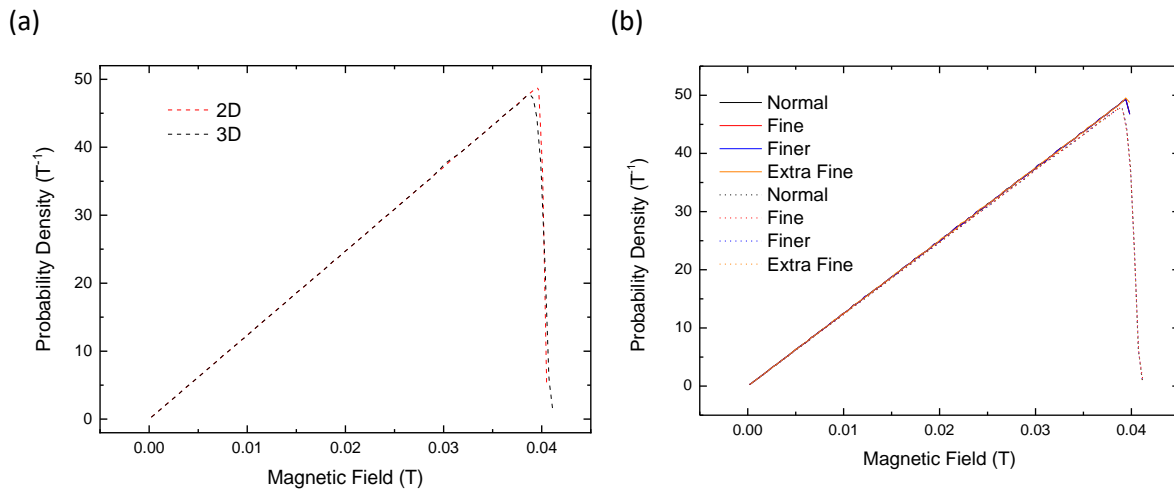 (a)
50
40
30
20
10
0
Probability Density (T-1)
2D
3D
0.00 0.01 0.02 0.03 0.04
Magnetic Field (T)
(b)
50
40
30
20
10
0
Probability Density (T-1)
Normal
Fine
Finer
Extra Fine
Normal
Fine
Finer
Extra Fine
0.00 0.01 0.02 0.03 0.04
Magnetic Field (T)